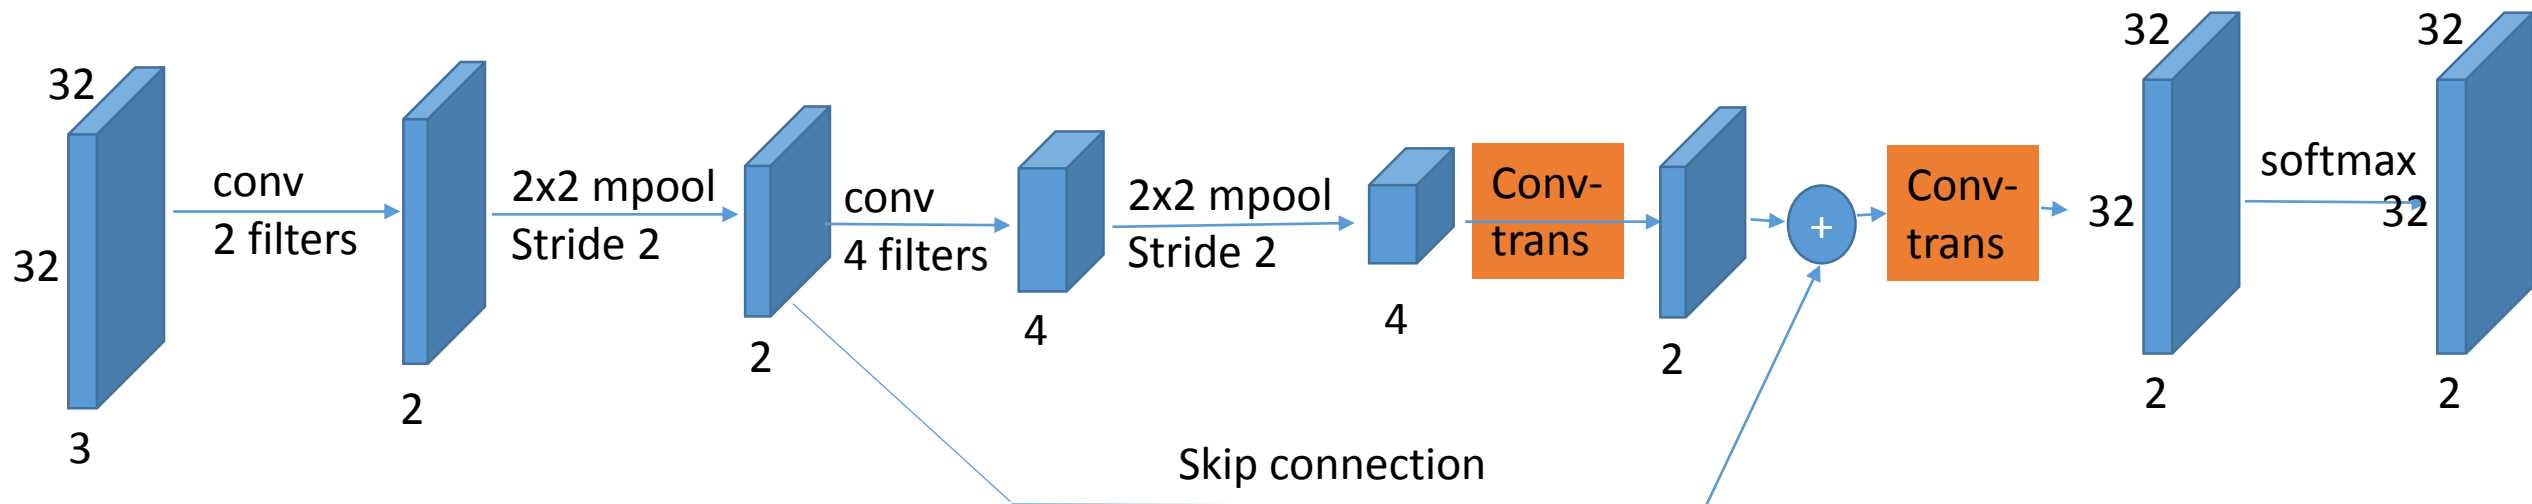 32
32
3
conv
2 filters
2
2x2 mpool
Stride 2
2
conv
4 filters
4
2x2 mpool
Stride 2
4
Conv-
trans
2
+
Conv-
trans
32
32
2
softmax
32
32
2
Skip connection